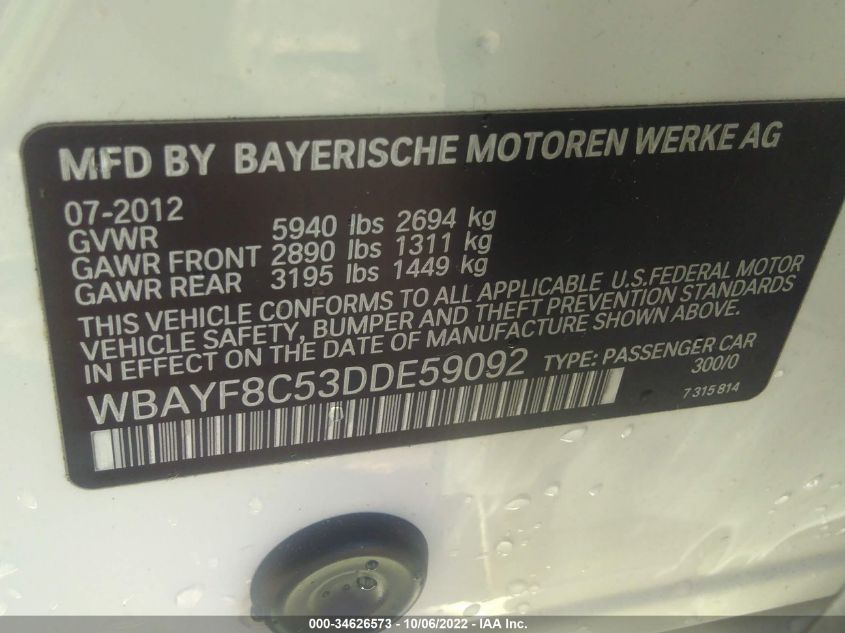 MFD BY BAYERISCHE MOTOREN WERKE AG
07-2012
GVWR 5940 lbs 2694 kg
GAWR FRONT 2890 lbs 1311 kg
GAWR REAR 3195 lbs 1449 kg
THIS VEHICLE CONFORMS TO ALL APPLICABLE U.S.FEDERAL MOTOR
VEHICLE SAFETY, BUMPER AND THEFT PREVENTION STANDARDS
IN EFFECT ON THE DATE OF MANUFACTURE SHOWN ABOVE.
WBAYF8C53DDE59092 TYPE: PASSENGER CAR
300/0
7 315 814
000-34626573 - 10/06/2022 - IAA Inc.